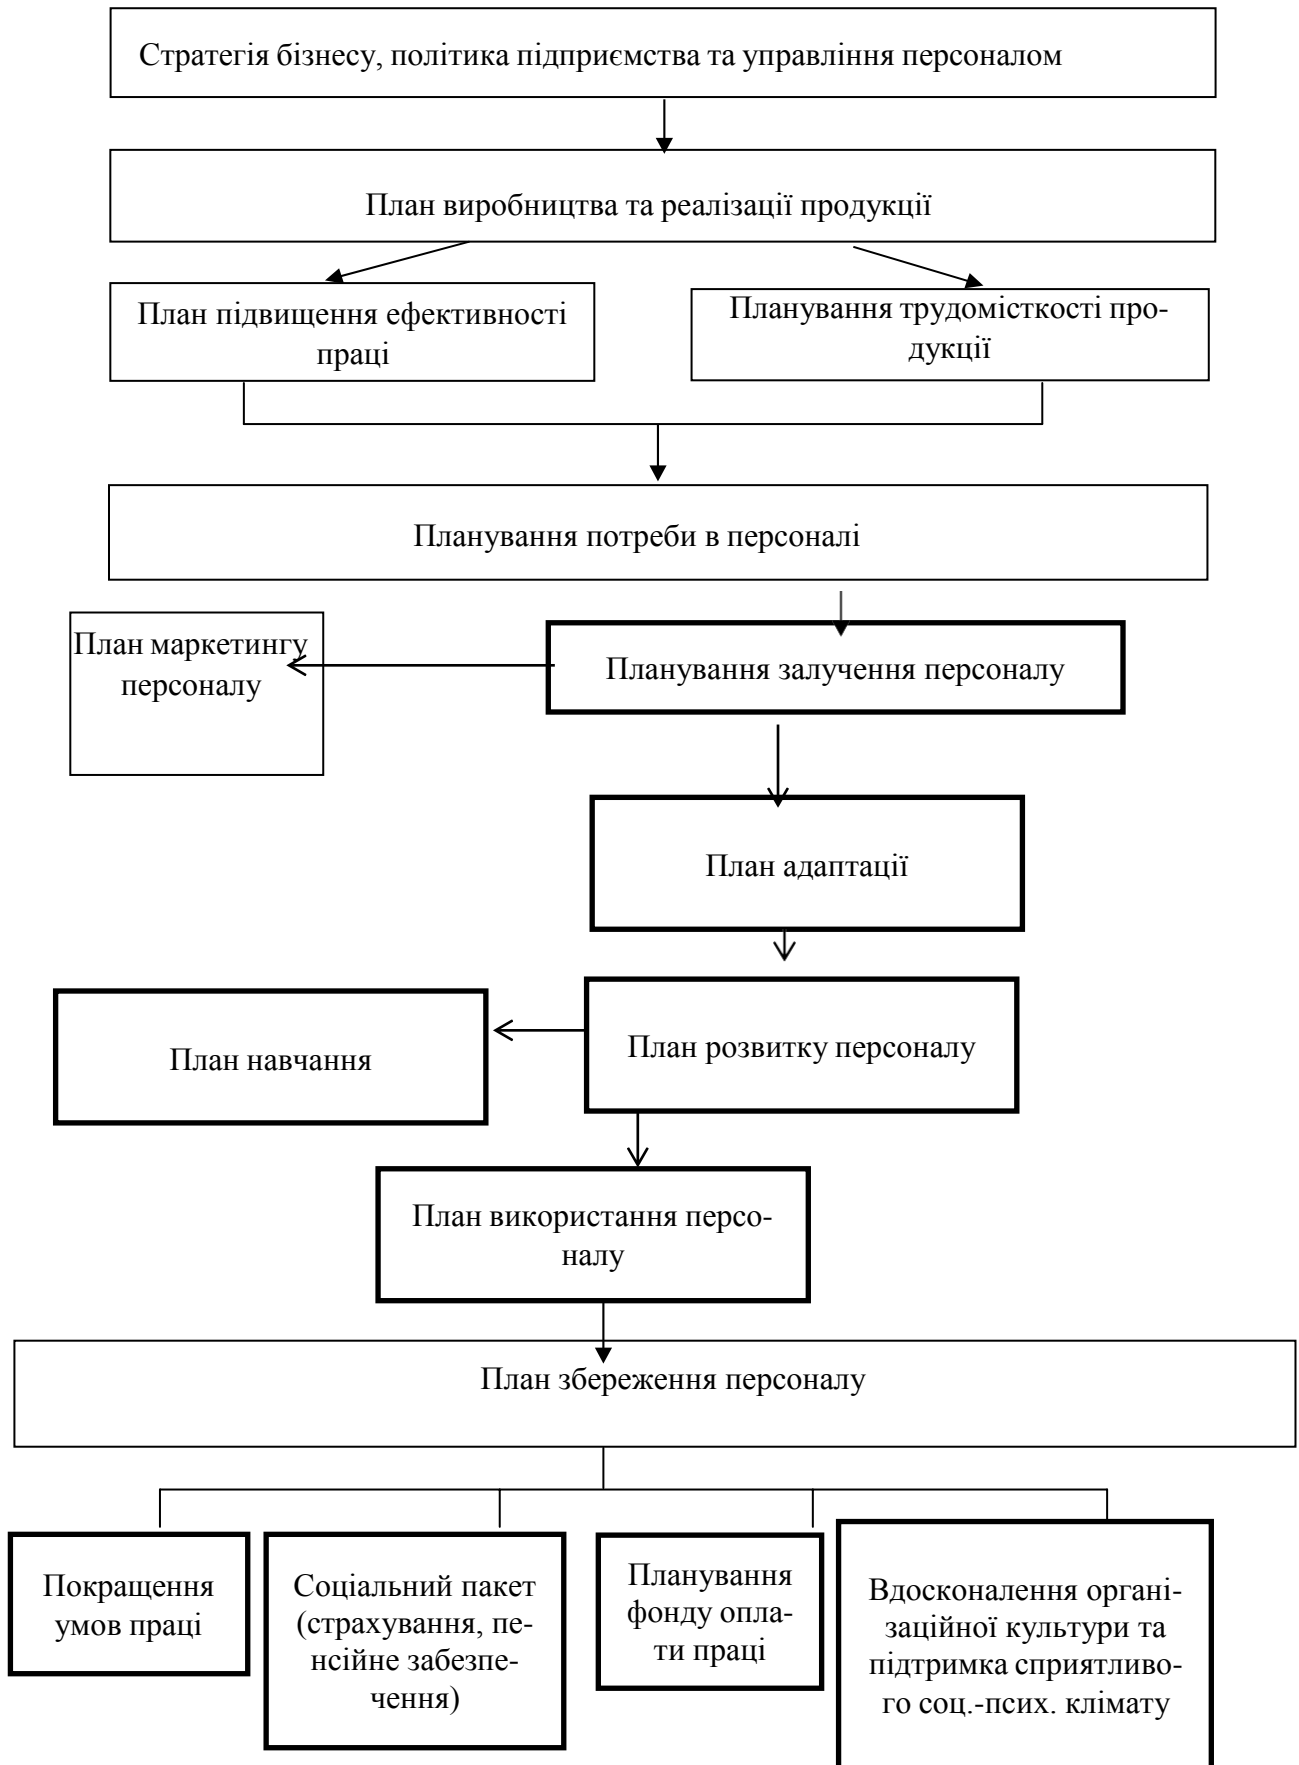 Стратегія бізнесу, політика підприємства та управління персоналом
План виробництва та реалізації продукції
План підвищення ефективності
праці
Планування трудомісткості про-
дукції
Планування потреби в персоналі
План маркетингу
персоналу
Планування залучення персоналу
План адаптації
План навчання
План розвитку персоналу
План використання персо-
налу
План збереження персоналу
Покращення
умов праці
Соціальний пакет
(страхування, пе-
нсійне забезпе-
чення)
Планування
фонду опла-
ти праці
Вдосконалення органі-
заційної культури та
підтримка сприятливо-
го соц.-псих. клімату